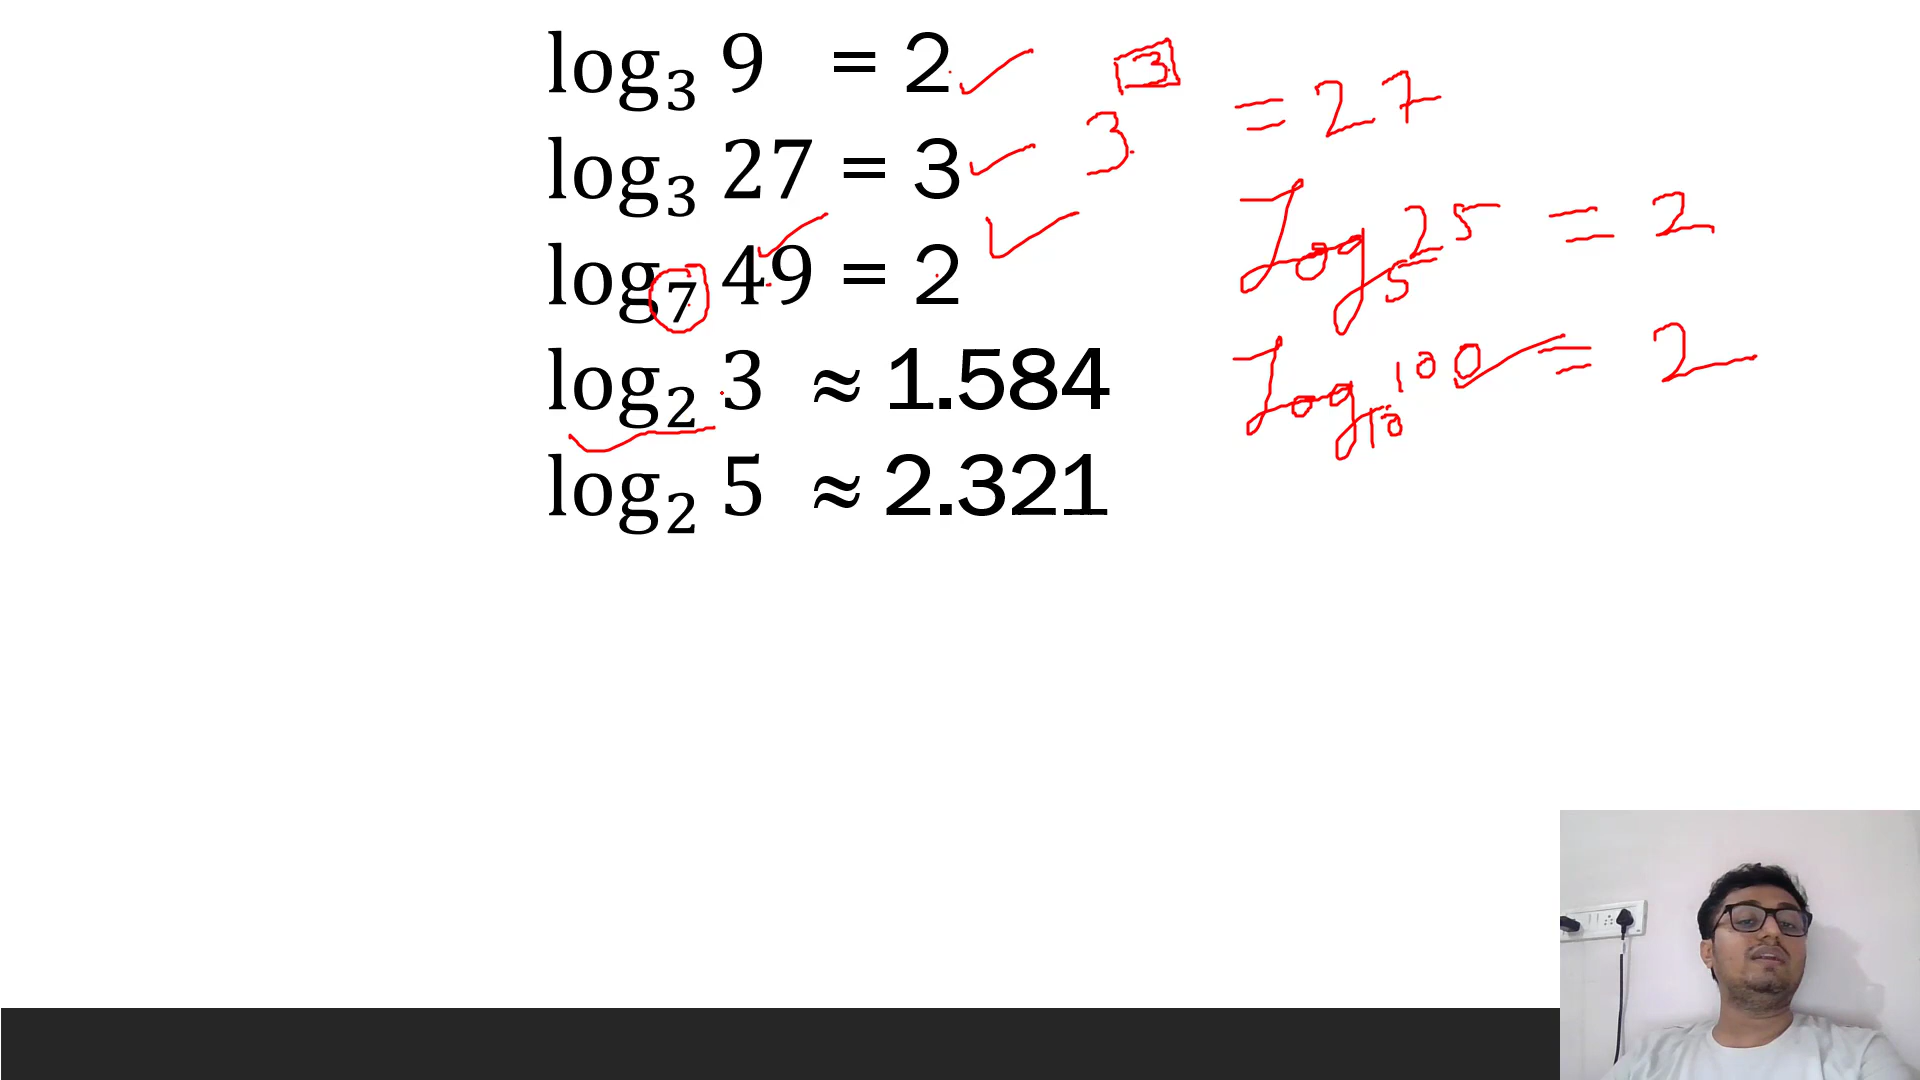 log₃ 9 = 2
log₃ 27 = 3
log₇ 49 = 2
log₂ 3 ≈ 1.584
log₂ 5 ≈ 2.321
3³ = 27
Log₅ 25 = 2
Log₁₀ 100 = 2